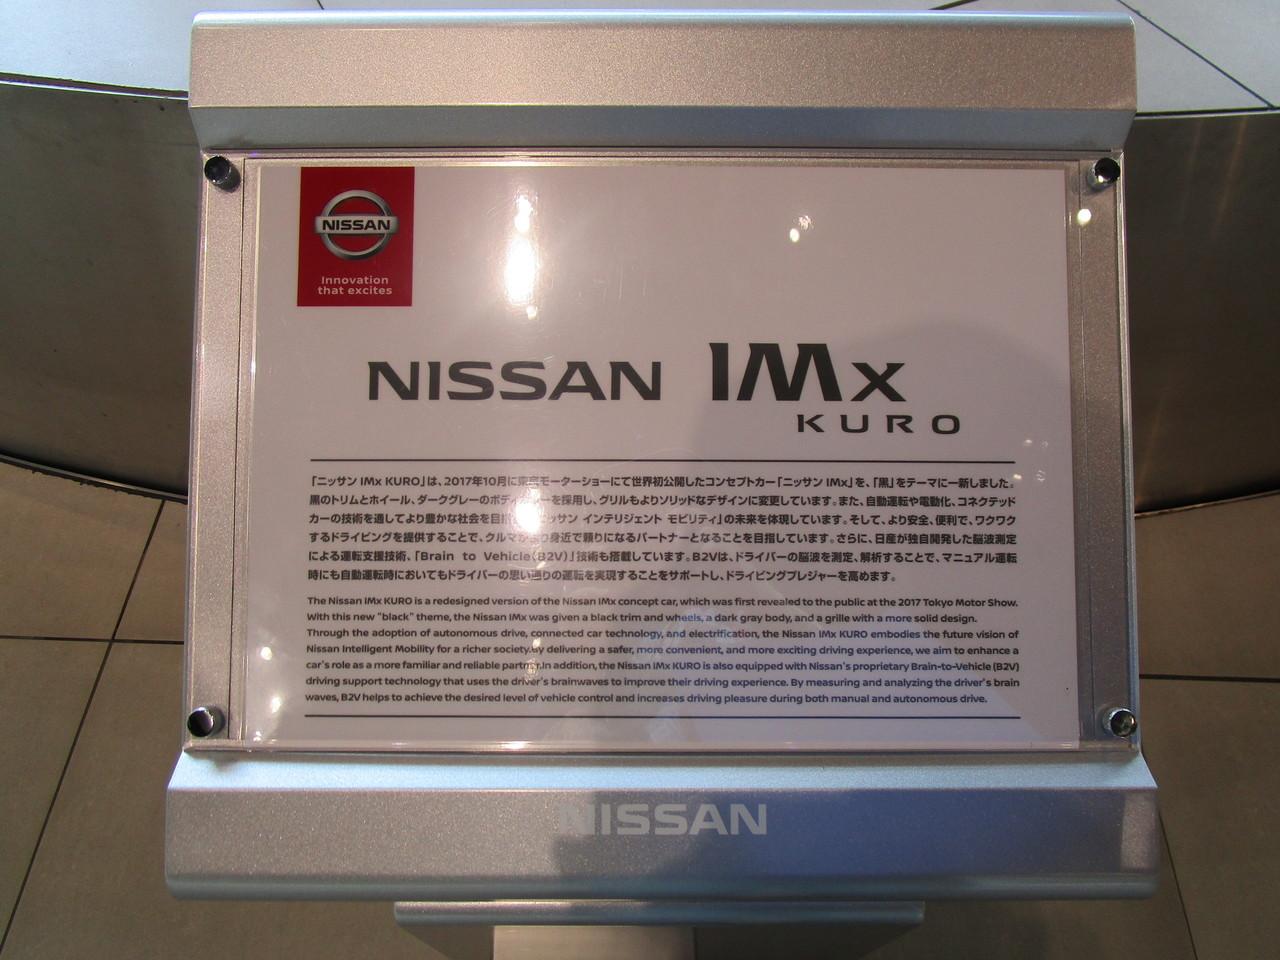 NISSAN
Innovation
that excites
NISSAN IMx
KURO
「ニッサン IMx KURO」は、2017年10月に東京モーターショーにて世界初公開したコンセプトカー「ニッサン IMx」を、「黒」をテーマに一新しました。
黒のトリムとホイール、ダークグレーのボディカラーを採用し、グリルもよりソリッドなデザインに変更しています。また、自動運転や電動化、コネクテッド
カーの技術を通してより豊かな社会を目指す「ニッサン インテリジェント モビリティ」の未来を体現しています。そして、より安全、便利で、ワクワク
するドライビングを提供することで、クルマがより身近で頼りになるパートナーとなることを目指しています。さらに、日産が独自開発した脳波測定
による運転支援技術、「Brain to Vehicle(B2V)」技術も搭載しています。B2Vは、ドライバーの脳波を測定、解析することで、マニュアル運転
時にも自動運転時においてもドライバーの思い通りの運転を実現することをサポートし、ドライビングプレジャーを高めます。
The Nissan IMx KURO is a redesigned version of the Nissan IMx concept car, which was first revealed to the public at the 2017 Tokyo Motor Show.
With this new "black" theme, the Nissan IMx was given a black trim and wheels, a dark gray body, and a grille with a more solid design.
Through the adoption of autonomous drive, connected car technology, and electrification, the Nissan IMx KURO embodies the future vision of
Nissan Intelligent Mobility for a richer society.By delivering a safer, more convenient, and more exciting driving experience, we aim to enhance a
car's role as a more familiar and reliable partner.In addition, the Nissan IMx KURO is also equipped with Nissan's proprietary Brain-to-Vehicle (B2V)
driving support technology that uses the driver's brainwaves to improve their driving experience. By measuring and analyzing the driver's brain
waves, B2V helps to achieve the desired level of vehicle control and increases driving pleasure during both manual and autonomous drive.
NISSAN